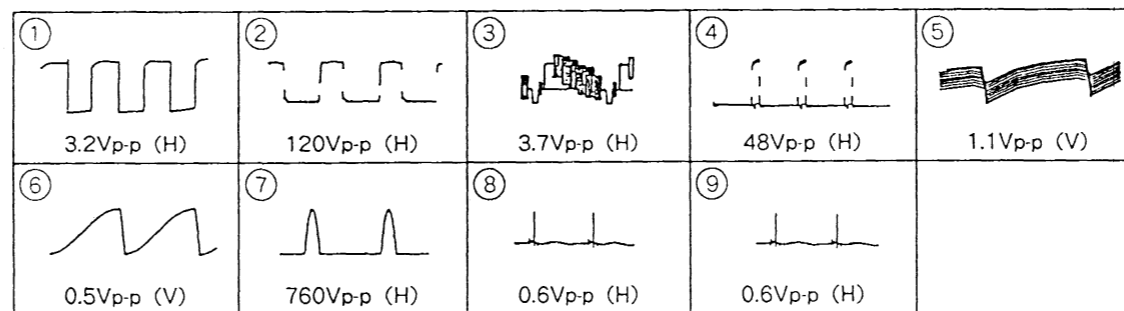 ① ② ③ ④ ⑤
3.2Vp-p (H) 120Vp-p (H) 3.7Vp-p (H) 48Vp-p (H) 1.1Vp-p (V)
⑥ ⑦ ⑧ ⑨
0.5Vp-p (V) 760Vp-p (H) 0.6Vp-p (H) 0.6Vp-p (H)